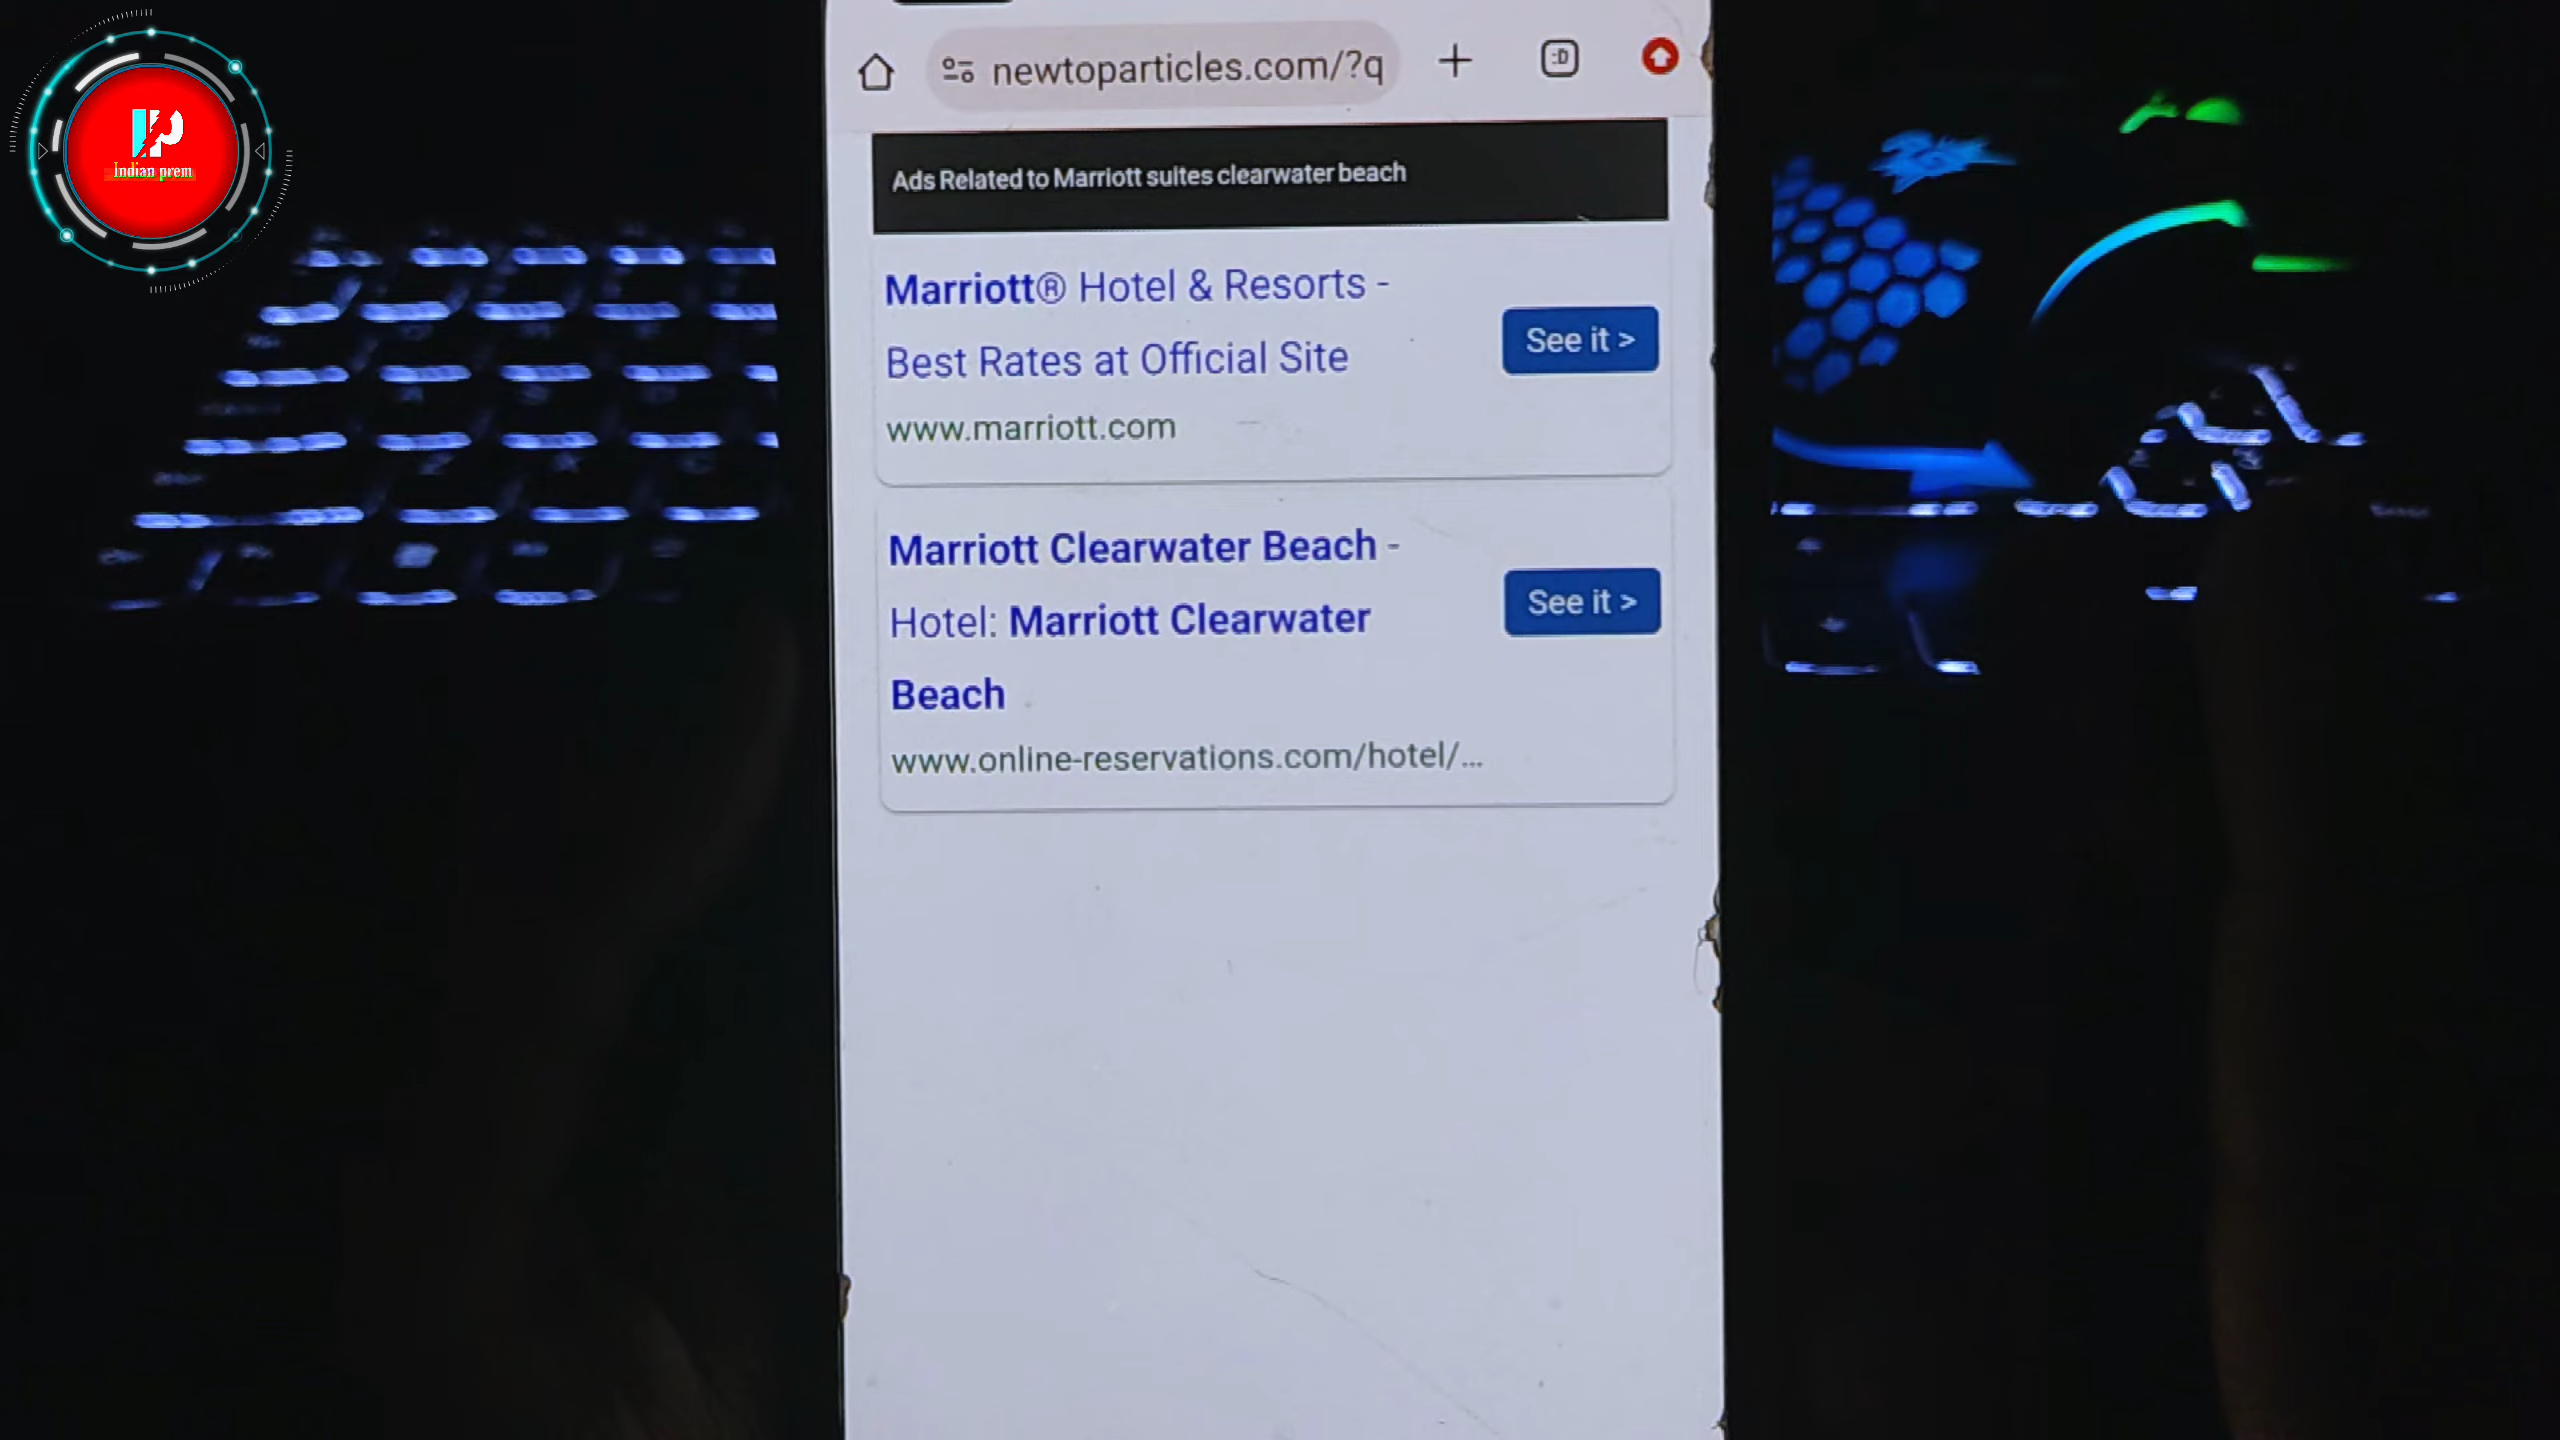 IP
Indian prem
newtoparticles.com/?q
:D
Ads Related to Marriott suites clearwater beach
Marriott® Hotel & Resorts -
Best Rates at Official Site
See it >
www.marriott.com
Marriott Clearwater Beach -
Hotel: Marriott Clearwater
Beach
See it >
www.online-reservations.com/hotel/...